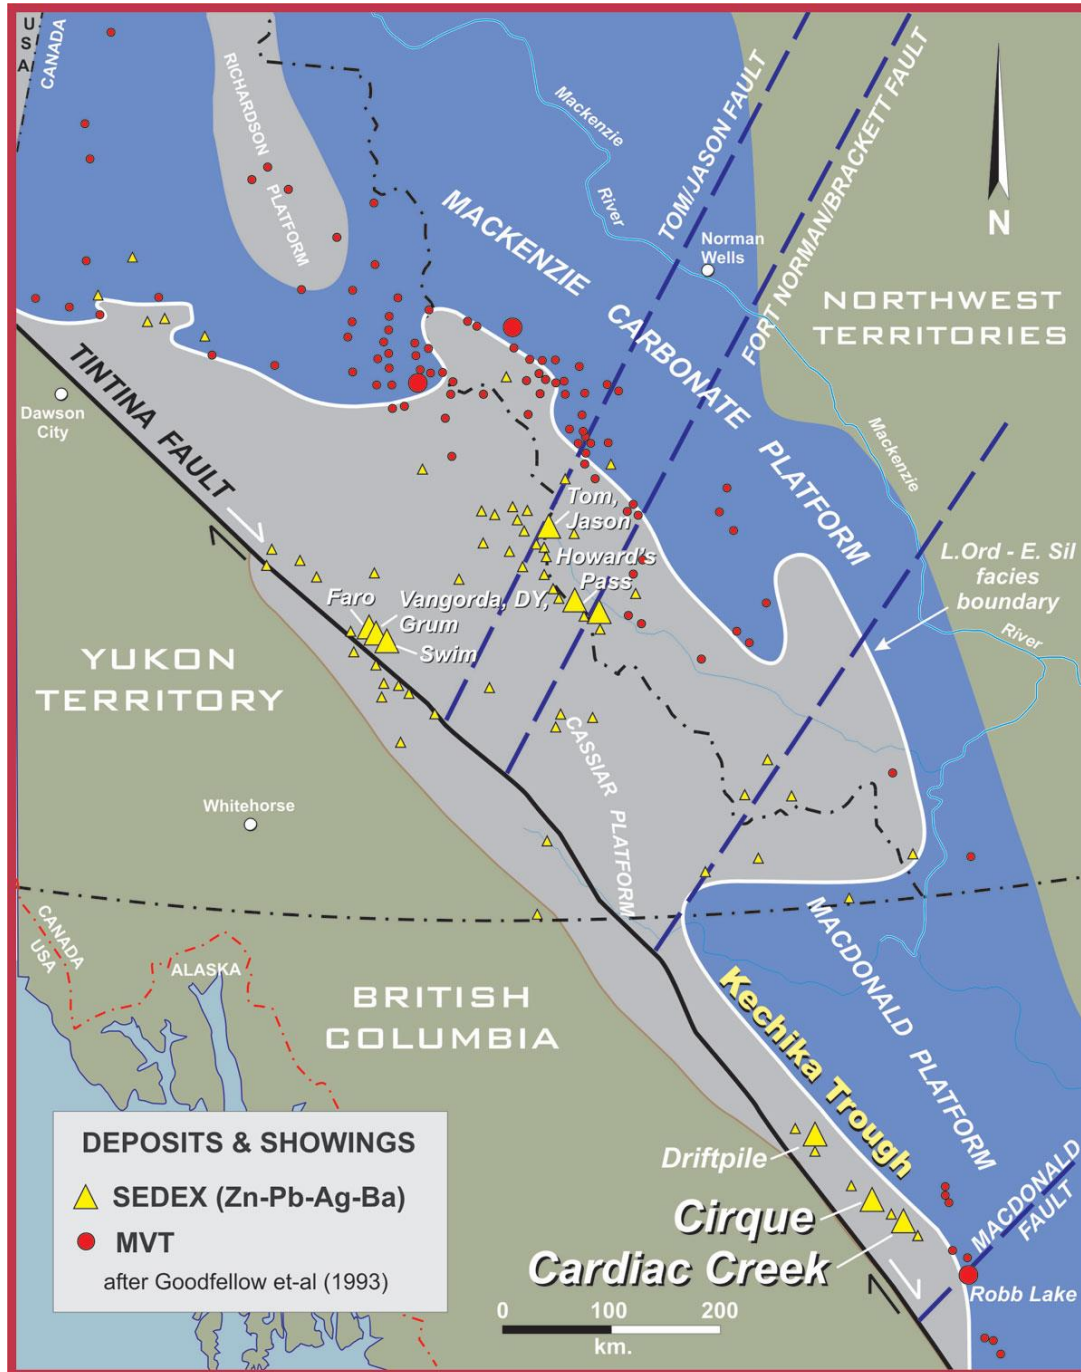 USA
CANADA
RICHARDSON
PLATFORM
Mackenzie
River
TOM/JASON FAULT
FORT NORMAN/BRACKETT FAULT
N
Norman
Wells
MACKENZIE CARBONATE PLATFORM
NORTHWEST
TERRITORIES
Dawson
City
TINTINA FAULT
Mackenzie
River
Tom,
Jason
Howard's
Pass
L.Ord - E. Sil
facies
boundary
Faro
Vangorda, DY,
Grum
Swim
YUKON
TERRITORY
CASSIAR PLATFORM
Whitehorse
CANADA
USA
ALASKA
BRITISH
COLUMBIA
MACDONALD PLATFORM
Kechika Trough
Driftpile
Cirque
Cardiac Creek
MACDONALD
FAULT
Robb Lake
DEPOSITS & SHOWINGS
SEDEX (Zn-Pb-Ag-Ba)
MVT
after Goodfellow et-al (1993)
0 100 200
km.